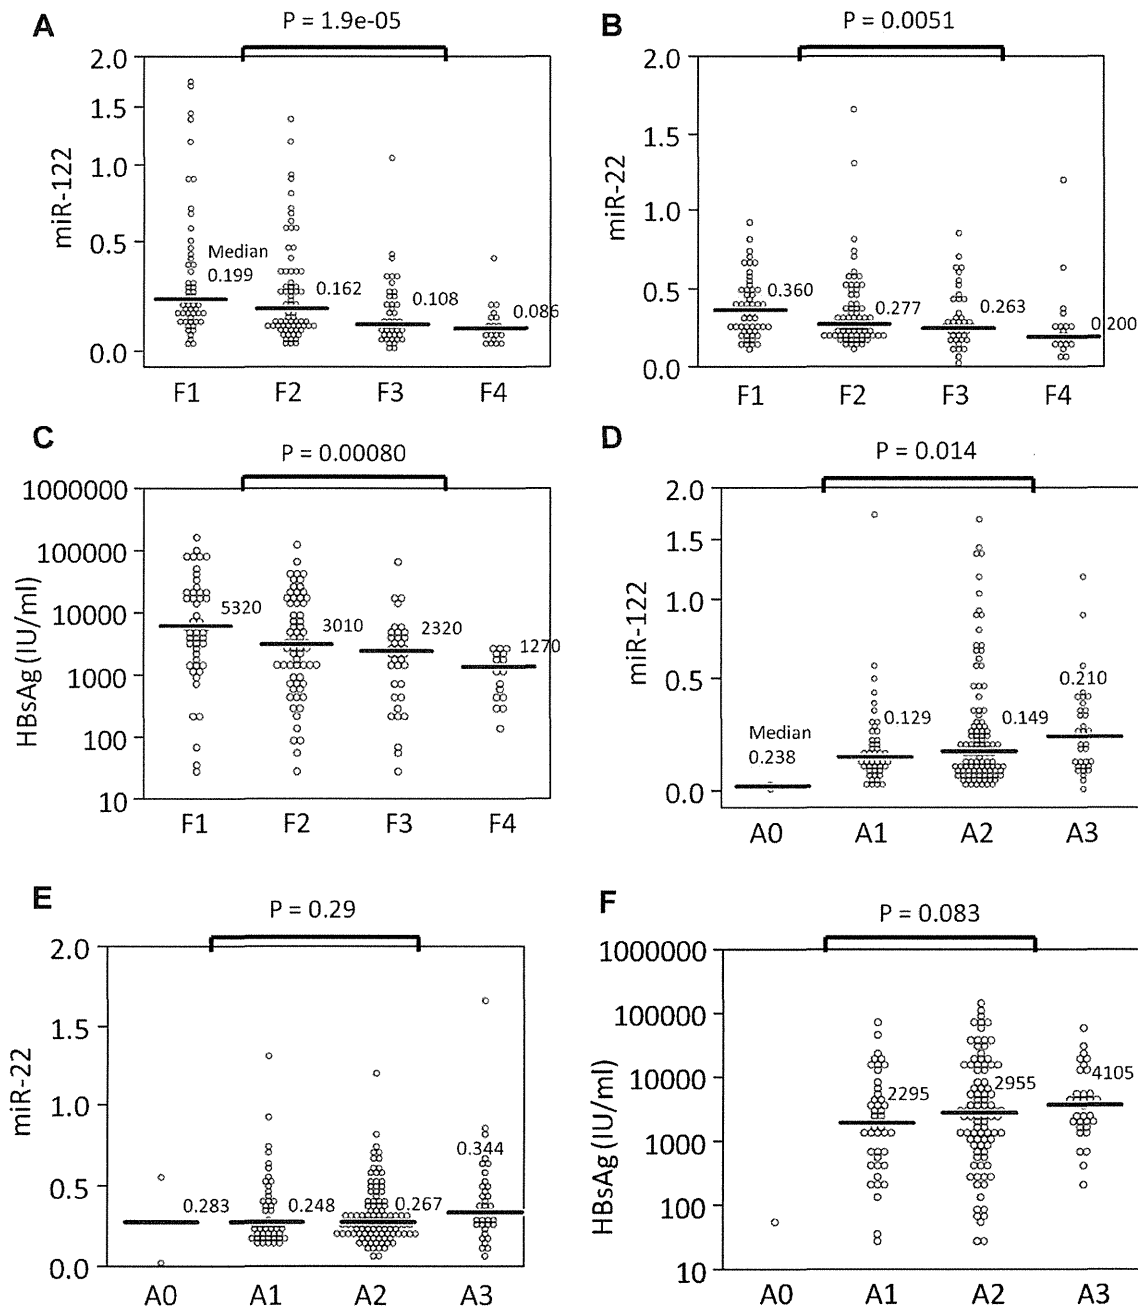 A
P = 1.9e-05
2.0
1.5
1.0
0.5
0.0
miR-122
Median
0.199
0.162
0.108
0.086
F1 F2 F3 F4
B
P = 0.0051
2.0
1.5
1.0
0.5
0.0
miR-22
0.360
0.277
0.263
0.200
F1 F2 F3 F4
C
P = 0.00080
1000000
100000
10000
1000
100
10
HBsAg (IU/ml)
5320
3010
2320
1270
F1 F2 F3 F4
D
P = 0.014
2.0
1.5
1.0
0.5
0.0
miR-122
Median
0.238
0.129
0.149
0.210
A0 A1 A2 A3
E
P = 0.29
2.0
1.5
1.0
0.5
0.0
miR-22
0.283
0.248
0.267
0.344
A0 A1 A2 A3
F
P = 0.083
1000000
100000
10000
1000
100
10
HBsAg (IU/ml)
2295
2955
4105
A0 A1 A2 A3